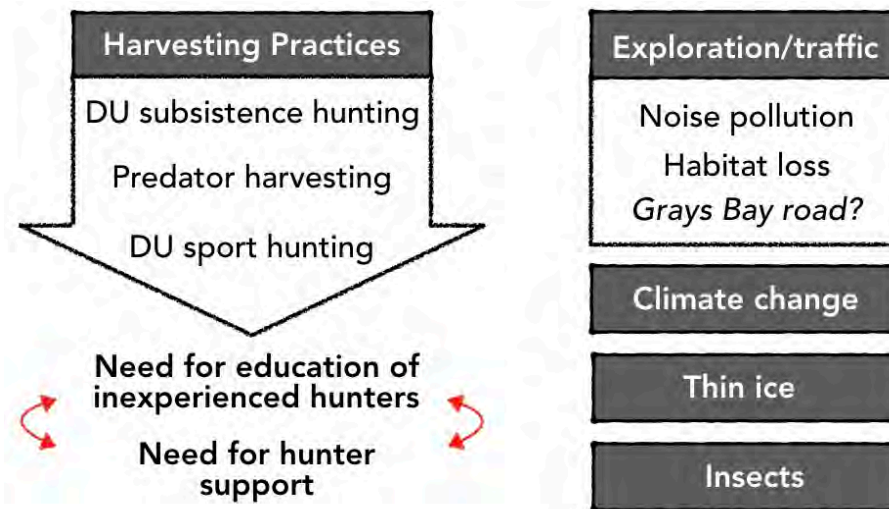 Harvesting Practices
DU subsistence hunting
Predator harvesting
DU sport hunting
Need for education of
inexperienced hunters
Need for hunter
support
Exploration/traffic
Noise pollution
Habitat loss
Grays Bay road?
Climate change
Thin ice
Insects